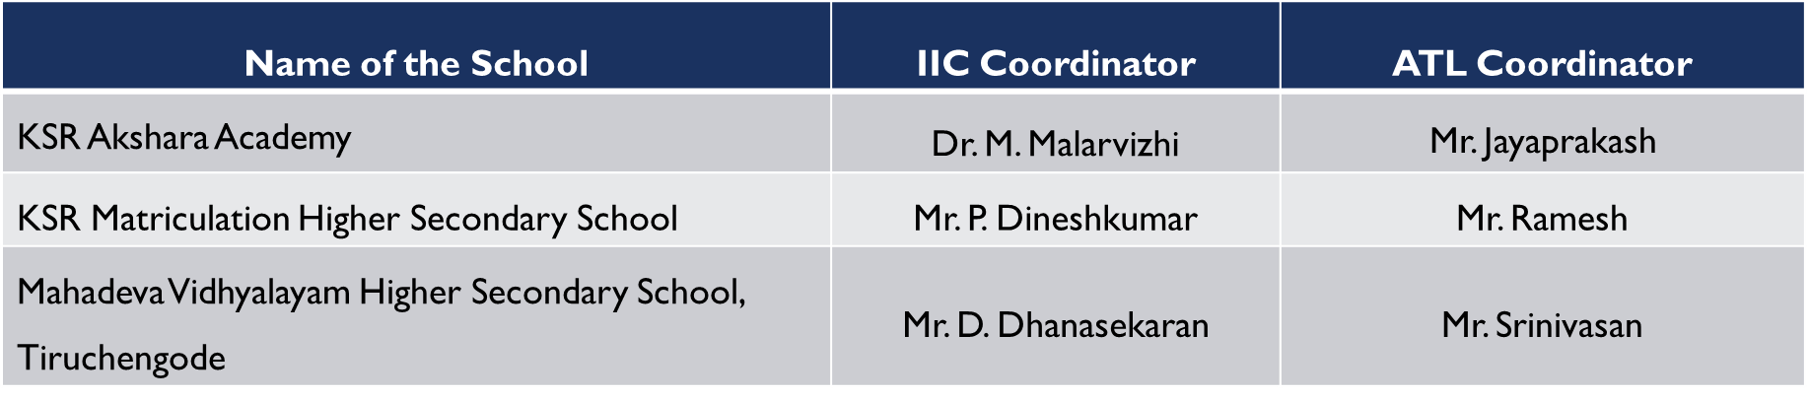 Name of the School IIC Coordinator ATL Coordinator
KSR Akshara Academy Dr. M. Malarvizhi Mr. Jayaprakash
KSR Matriculation Higher Secondary School Mr. P. Dineshkumar Mr. Ramesh
Mahadeva Vidhyalayam Higher Secondary School,
Tiruchengode Mr. D. Dhanasekaran Mr. Srinivasan